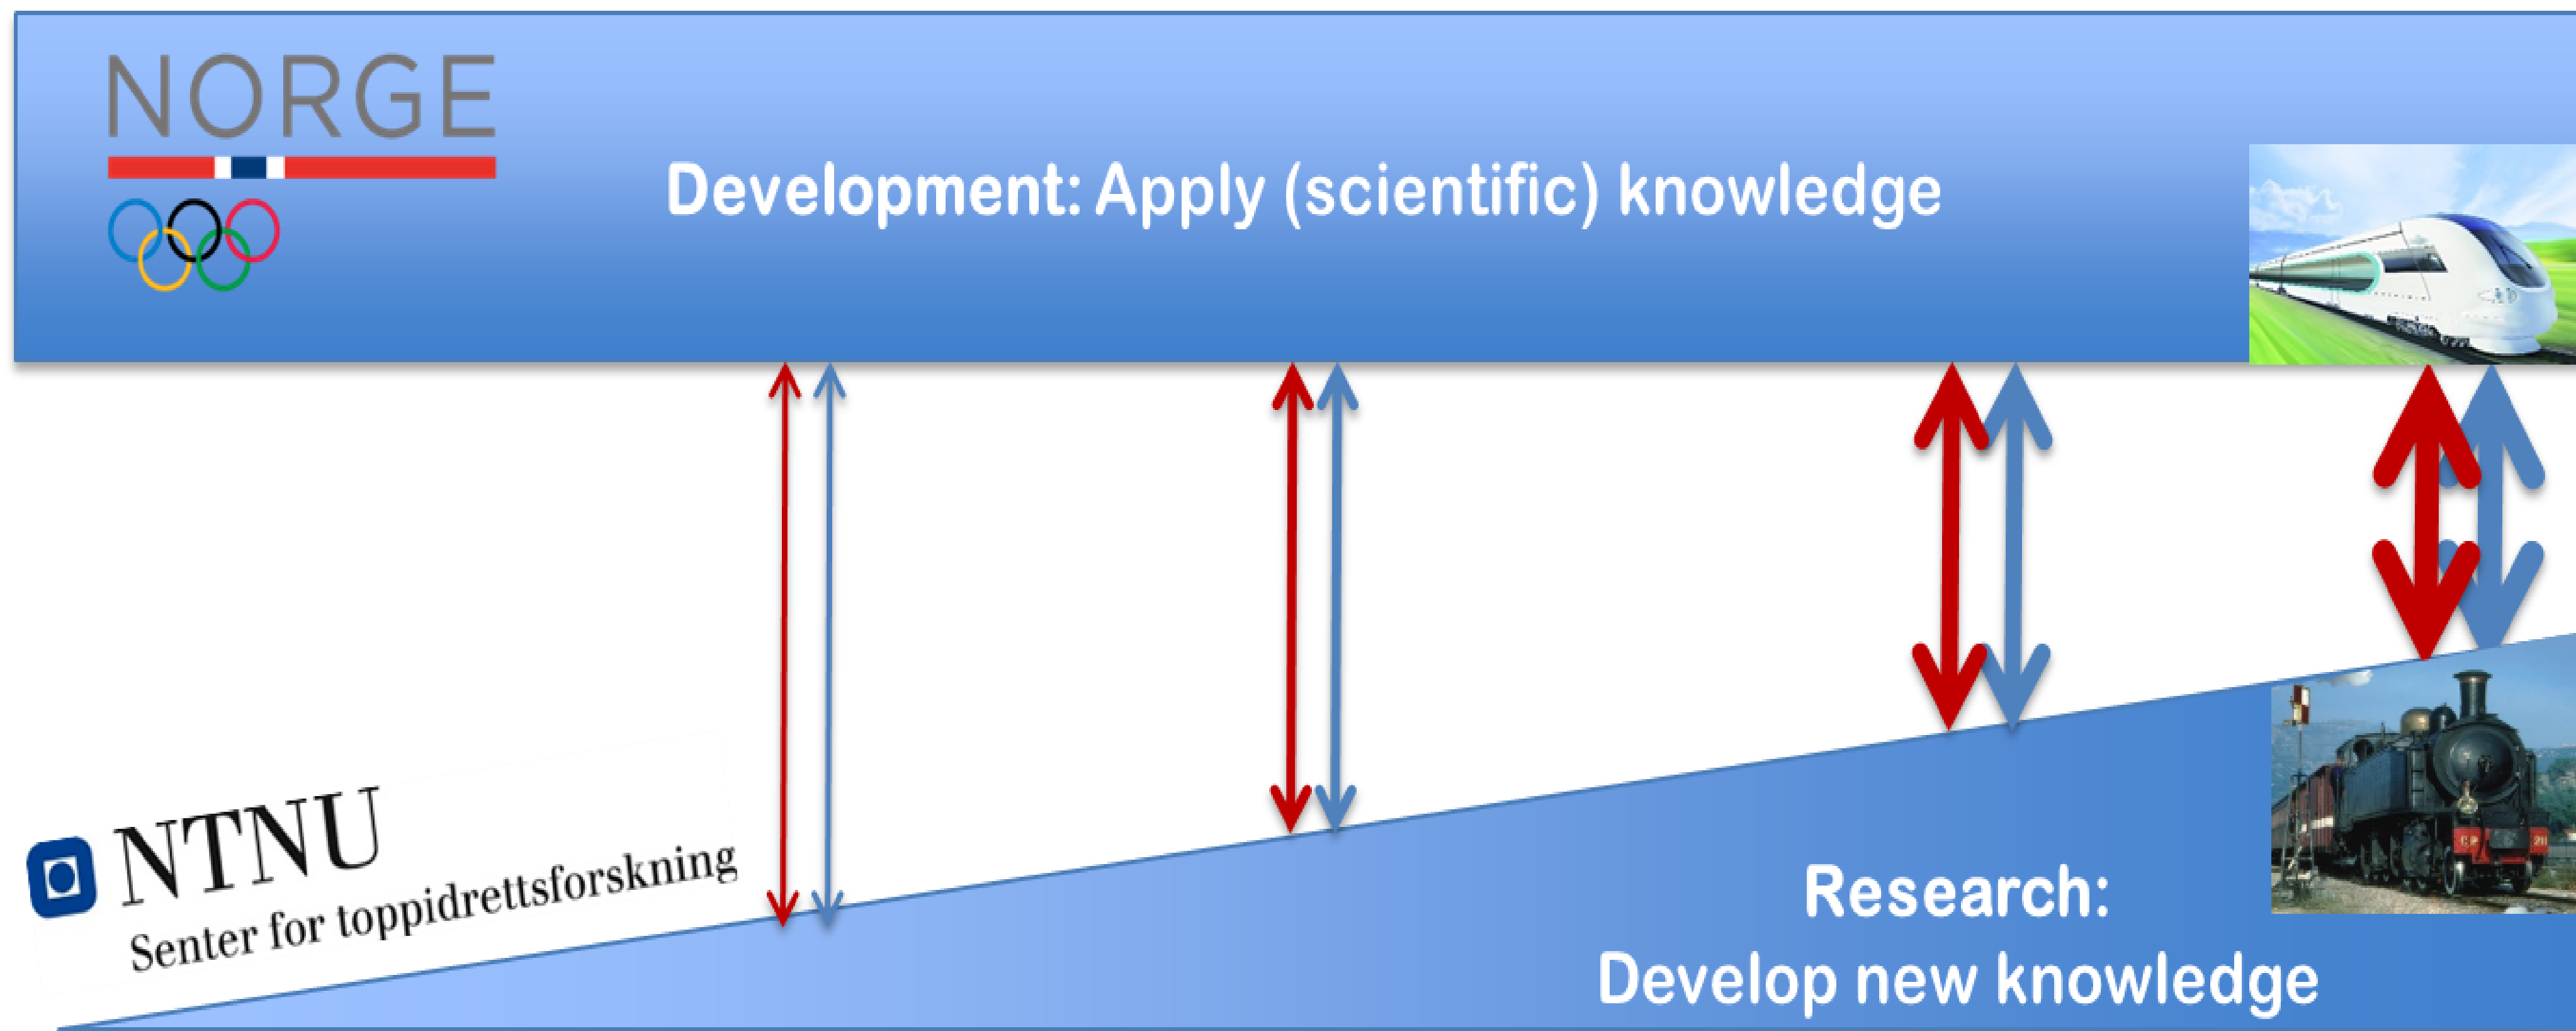 NORGE
Development: Apply (scientific) knowledge
NTNU
Senter for toppidrettsforskning
Research:
Develop new knowledge